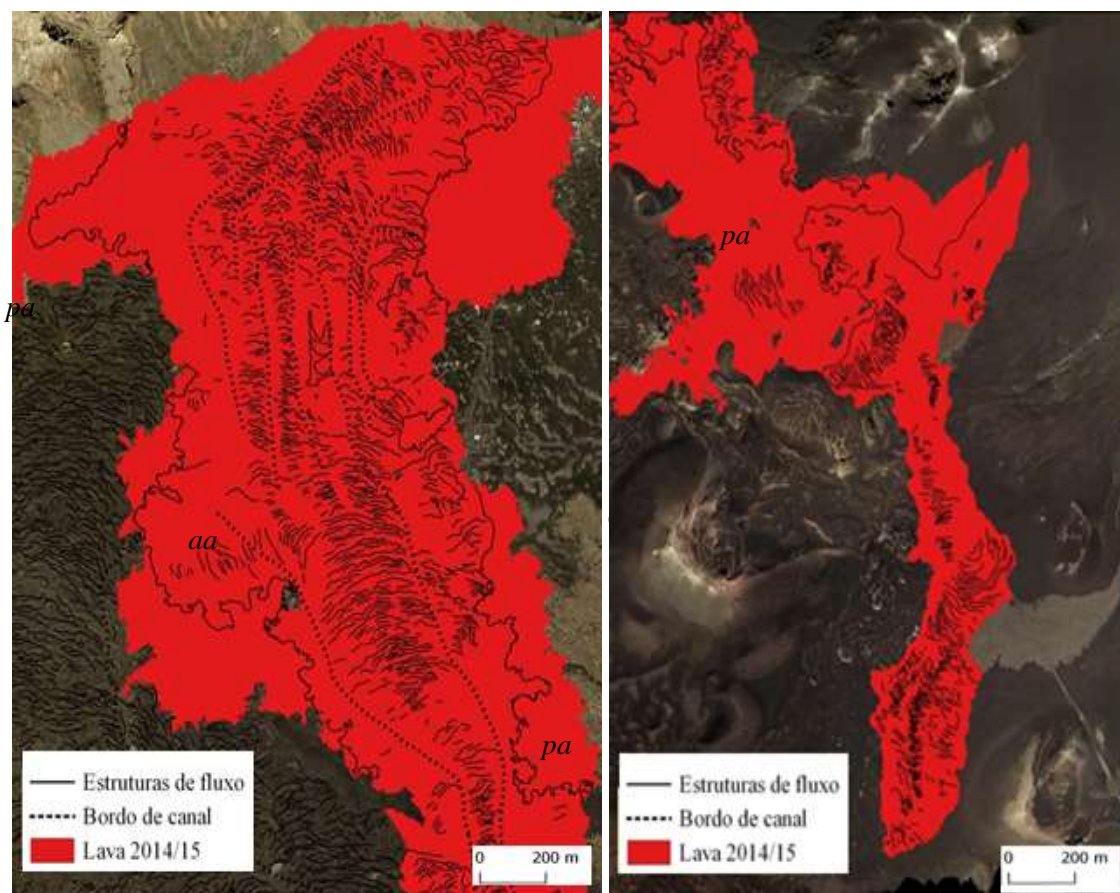 pa
aa
pa
Estruturas de fluxo
Bordo de canal
Lava 2014/15
0 200 m
pa
Estruturas de fluxo
Bordo de canal
Lava 2014/15
0 200 m